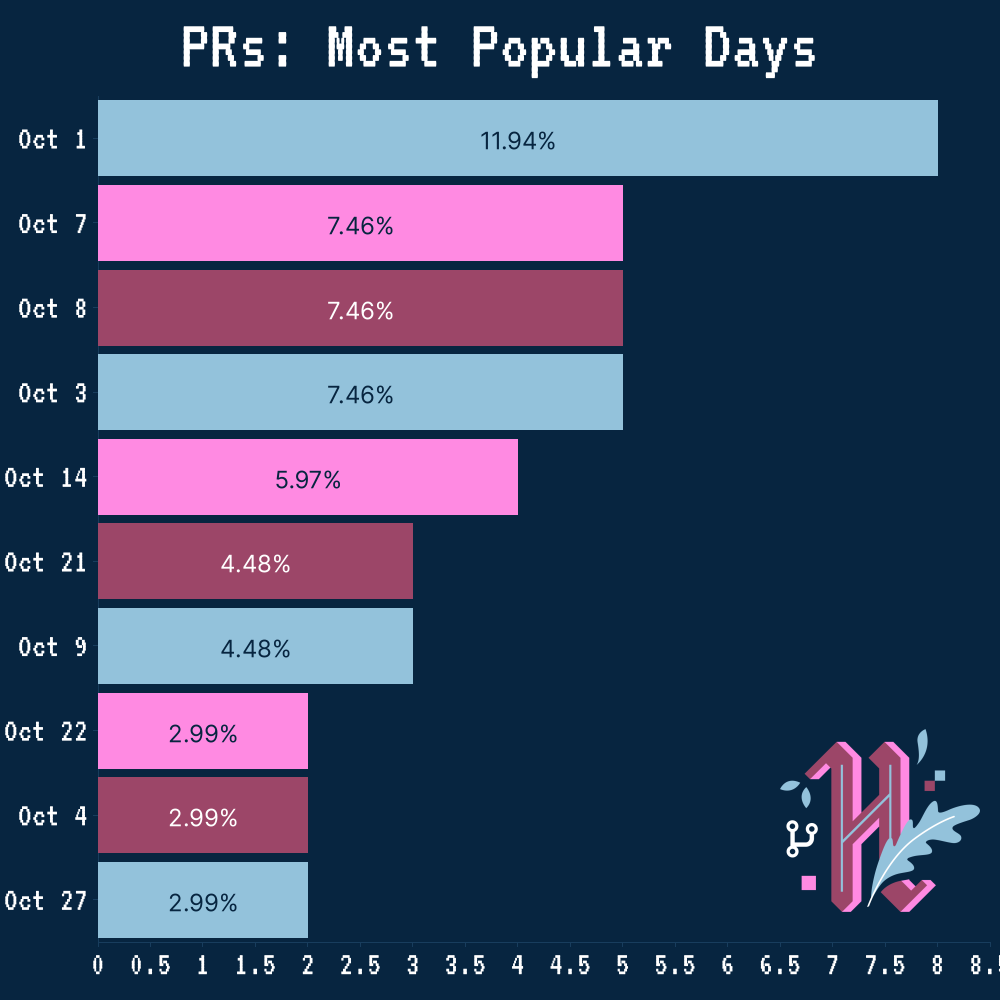 PRs: Most Popular Days
Oct 1 11.94%
Oct 7 7.46%
Oct 8 7.46%
Oct 3 7.46%
Oct 14 5.97%
Oct 21 4.48%
Oct 9 4.48%
Oct 22 2.99%
Oct 4 2.99%
Oct 27 2.99%
0 0.5 1 1.5 2 2.5 3 3.5 4 4.5 5 5.5 6 6.5 7 7.5 8 8.